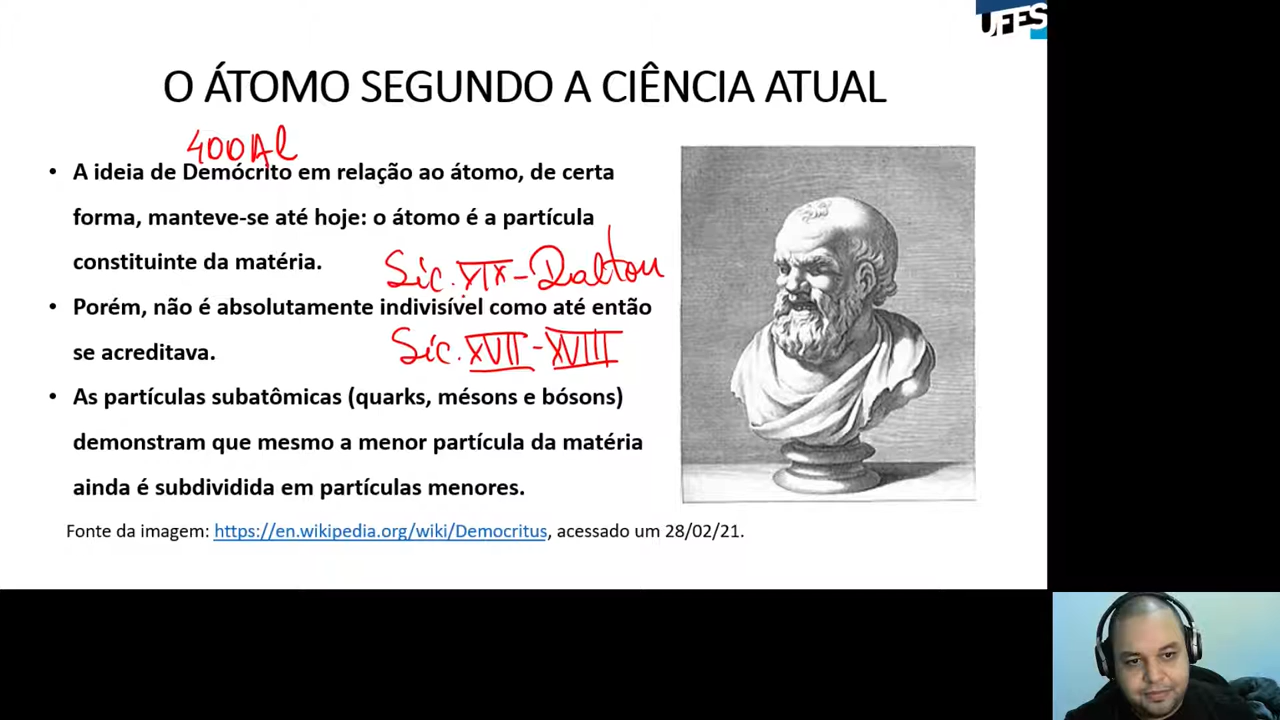 UFES
O ÁTOMO SEGUNDO A CIÊNCIA ATUAL
400 AC
• A ideia de Demócrito em relação ao átomo, de certa
forma, manteve-se até hoje: o átomo é a partícula
constituinte da matéria.
Séc. XIX - Dalton
• Porém, não é absolutamente indivisível como até então
se acreditava.
Séc. XVII - XVIII
• As partículas subatômicas (quarks, mésons e bósons)
demonstram que mesmo a menor partícula da matéria
ainda é subdividida em partículas menores.
Fonte da imagem: https://en.wikipedia.org/wiki/Democritus, acessado um 28/02/21.